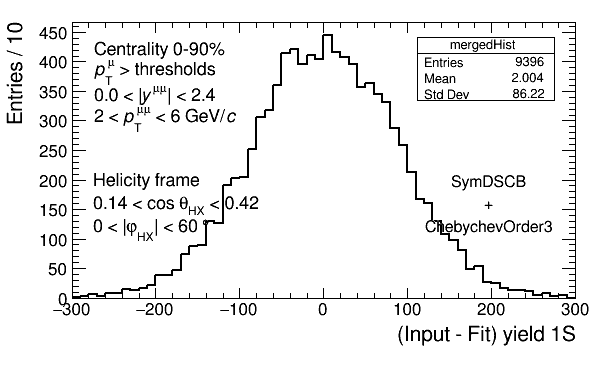 Entries / 10
450
400
350
300
250
200
150
100
50
0
Centrality 0-90%
p_T^μ > thresholds
0.0 < |y^μμ| < 2.4
2 < p_T^μμ < 6 GeV/c
Helicity frame
0.14 < cos θ_HX < 0.42
0 < |φ_HX| < 60 °
mergedHist
Entries 9396
Mean 2.004
Std Dev 86.22
SymDSCB
+
ChebychevOrder3
−300 −200 −100 0 100 200 300
(Input - Fit) yield 1S